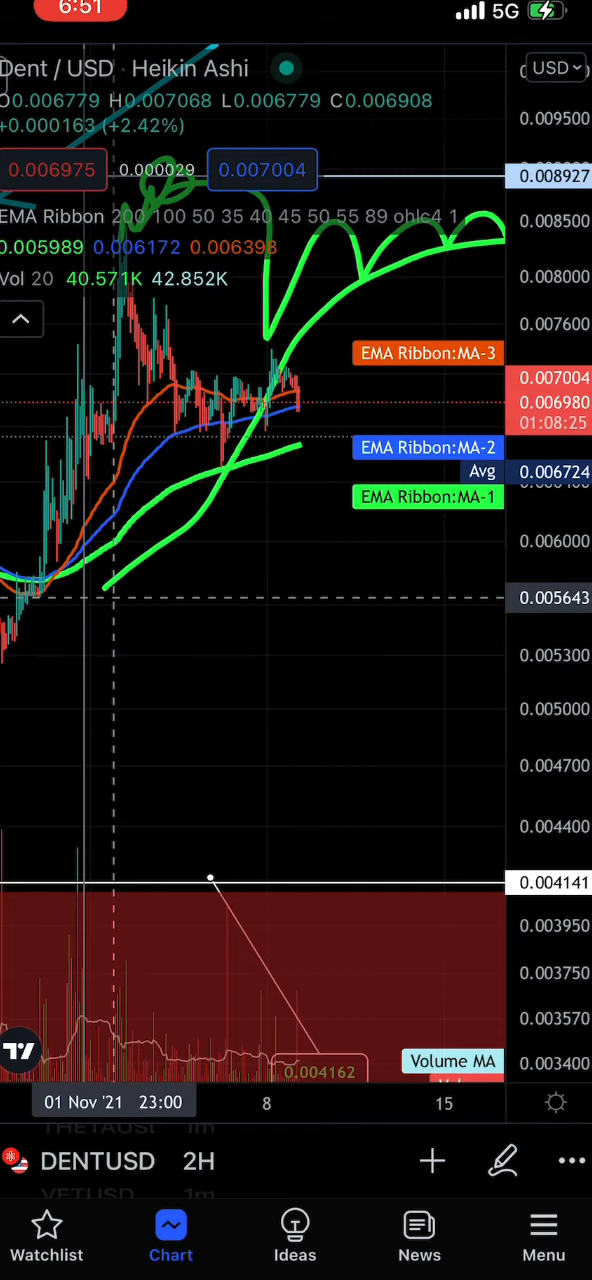 6:51
5G
Dent / USD Heikin Ashi
USD
O0.006779 H0.007068 L0.006779 C0.006908
0.009500
+0.000163 (+2.42%)
0.006975 0.000029 0.007004
0.008927
EMA Ribbon 200 100 50 35 40 45 50 55 89 ohlc4 1
0.008500
0.005989 0.006172 0.006398
Vol 20 40.571K 42.852K
0.008000
0.007600
EMA Ribbon:MA-3
0.007004
0.006980
01:08:25
EMA Ribbon:MA-2
Avg 0.006724
EMA Ribbon:MA-1
0.006000
0.005643
0.005300
0.005000
0.004700
0.004400
0.004141
0.003950
0.003750
0.003570
Volume MA
0.003400
0.004162
01 Nov '21 23:00
8
15
THETAUSD 1m
DENTUSD 2H
VETUSD 1m
Watchlist
Chart
Ideas
News
Menu